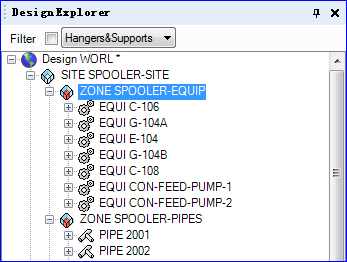 Design Explorer
Filter Hangers&Supports
Design WORL *
SITE SPOOLER-SITE
ZONE SPOOLER-EQUIP
EQUI C-106
EQUI G-104A
EQUI E-104
EQUI G-104B
EQUI C-108
EQUI CON-FEED-PUMP-1
EQUI CON-FEED-PUMP-2
ZONE SPOOLER-PIPES
PIPE 2001
PIPE 2002